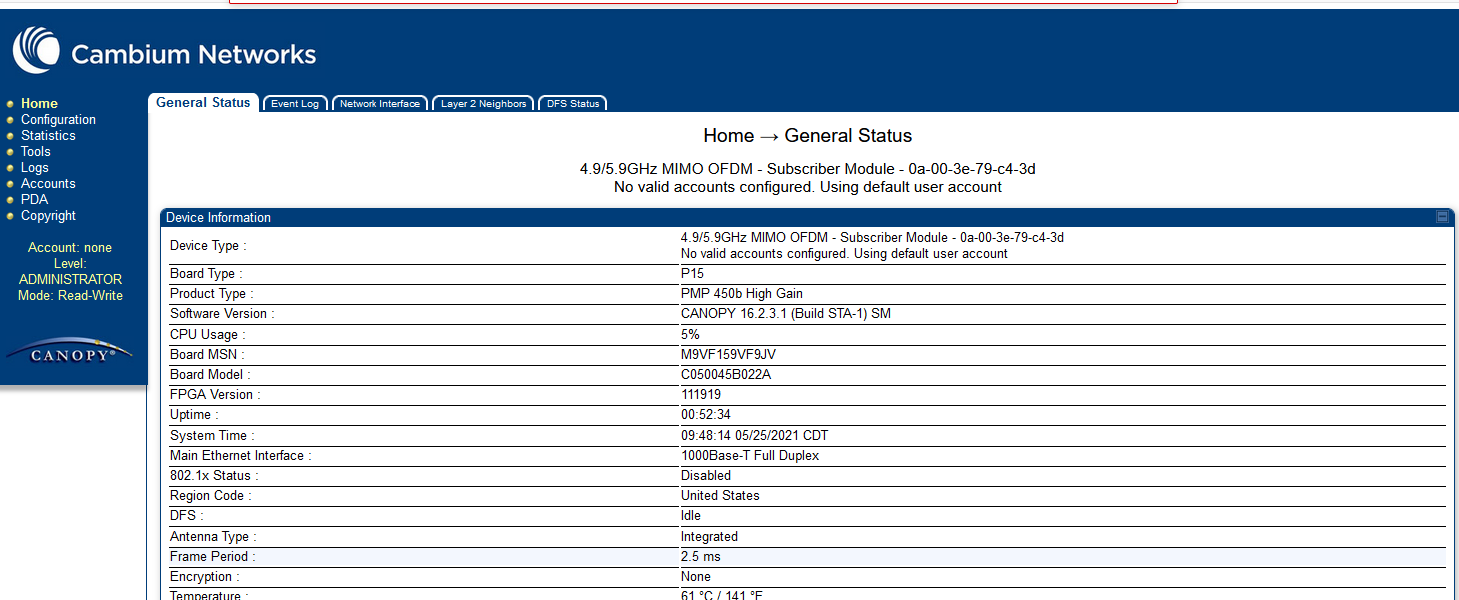 Cambium Networks
Home
Configuration
Statistics
Tools
Logs
Accounts
PDA
Copyright
Account: none
Level:
ADMINISTRATOR
Mode: Read-Write
CANOPY®
General Status Event Log Network Interface Layer 2 Neighbors DFS Status
Home → General Status
4.9/5.9GHz MIMO OFDM - Subscriber Module - 0a-00-3e-79-c4-3d
No valid accounts configured. Using default user account
Device Information
Device Type : 4.9/5.9GHz MIMO OFDM - Subscriber Module - 0a-00-3e-79-c4-3d
No valid accounts configured. Using default user account
Board Type : P15
Product Type : PMP 450b High Gain
Software Version : CANOPY 16.2.3.1 (Build STA-1) SM
CPU Usage : 5%
Board MSN : M9VF159VF9JV
Board Model : C050045B022A
FPGA Version : 111919
Uptime : 00:52:34
System Time : 09:48:14 05/25/2021 CDT
Main Ethernet Interface : 1000Base-T Full Duplex
802.1x Status : Disabled
Region Code : United States
DFS : Idle
Antenna Type : Integrated
Frame Period : 2.5 ms
Encryption : None
Temperature : 61 °C / 141 °F